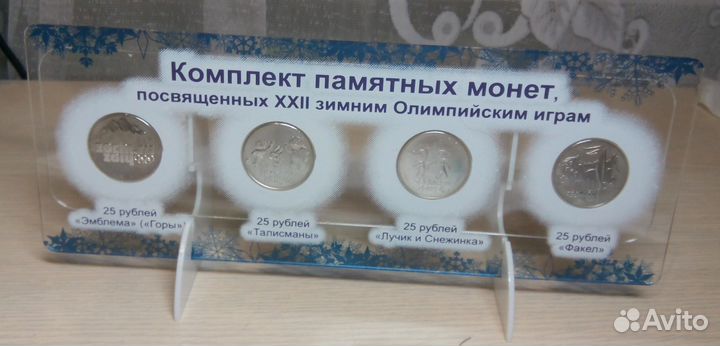 Комплект памятных монет,
посвященных XXII зимним Олимпийским играм
25 рублей
«Эмблема» («Горы»)
25 рублей
«Талисманы»
25 рублей
«Лучик и Снежинка»
25 рублей
«Факел»
Avito